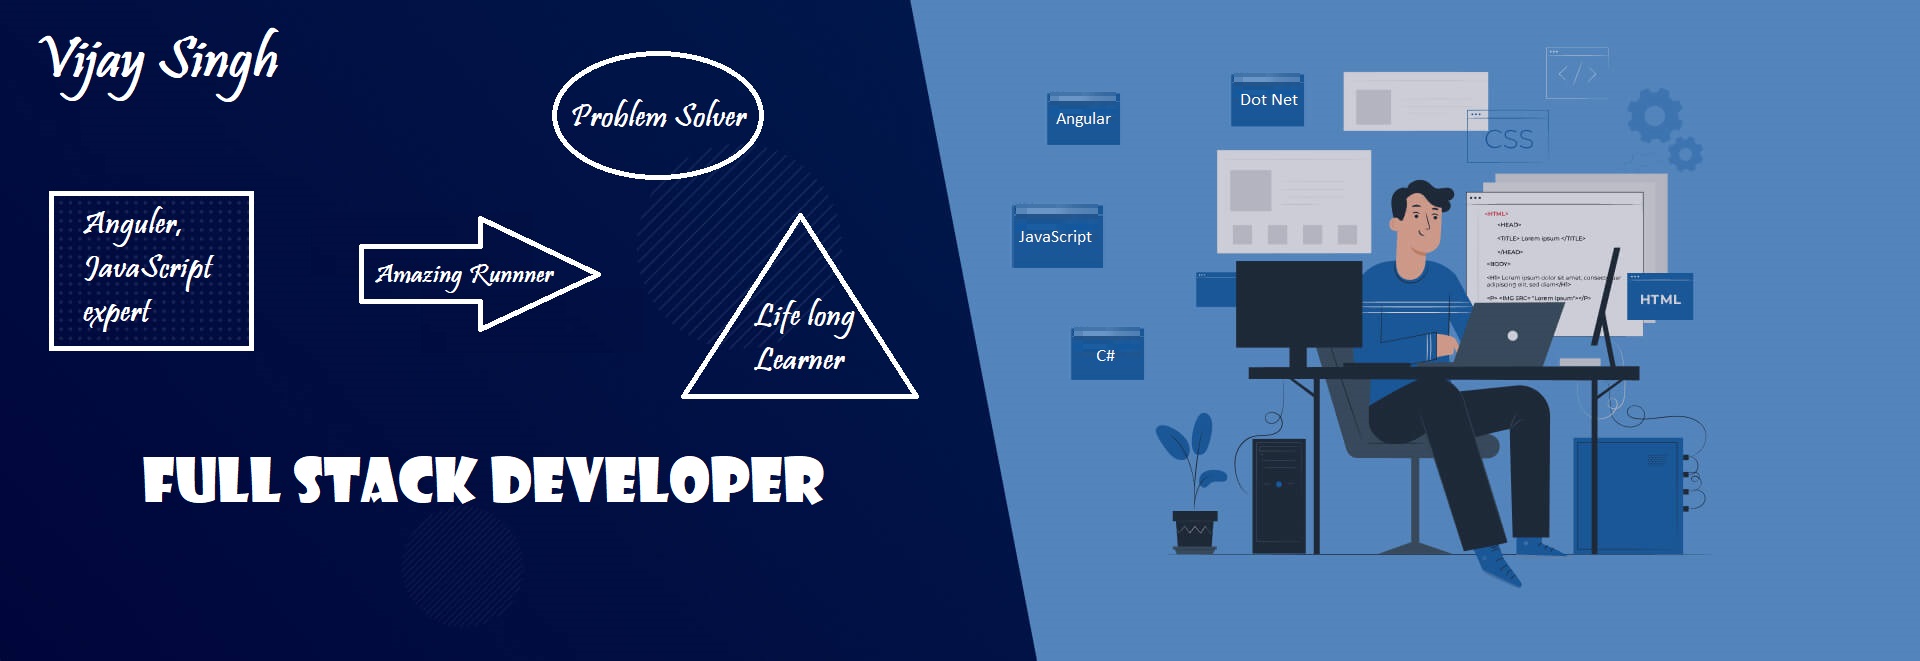 Vijay Singh
Problem Solver
Anguler,
JavaScript
expert
Amazing Runnner
Life long
Learner
FULL STACK DEVELOPER
Angular
Dot Net
</>
CSS
JavaScript
<HTML>
<HEAD>
<TITLE> Lorem ipsum </TITLE>
</HEAD>
<BODY>
<H1> Lorem ipsum dolor sit amet, consectetuer
adipiscing elit, sed diam</H1>
<P> <IMG SRC= "Lorem Ipsum"></P>
HTML
C#